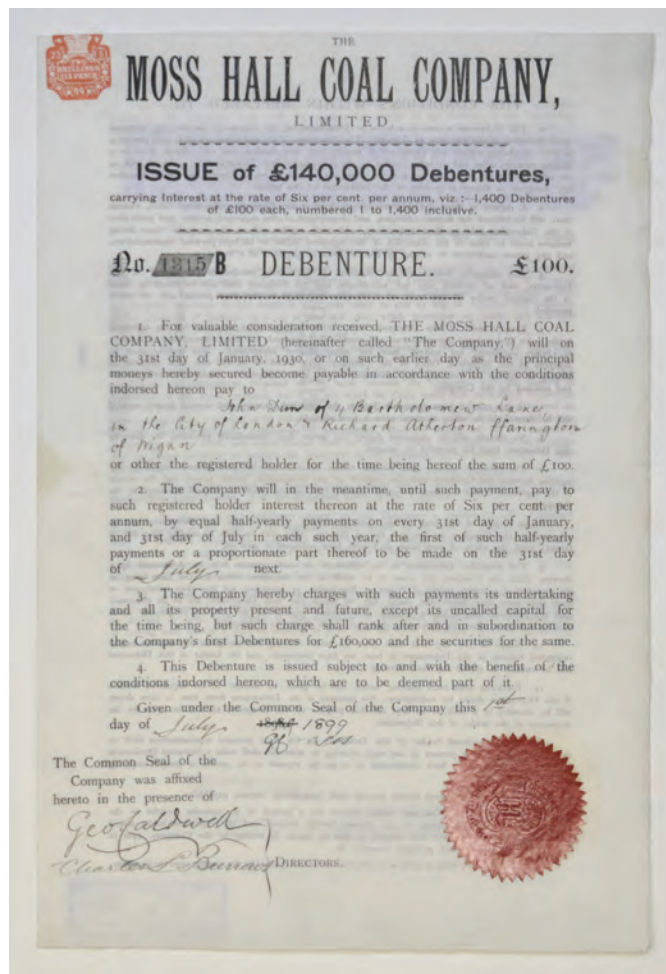 THE
MOSS HALL COAL COMPANY,
LIMITED.
ISSUE of £140,000 Debentures,
carrying Interest at the rate of Six per cent. per annum, viz.:—1,400 Debentures
of £100 each, numbered 1 to 1,400 inclusive.
No. 1315 B DEBENTURE. £100.
1. For valuable consideration received, THE MOSS HALL COAL
COMPANY, LIMITED (hereinafter called "The Company,") will on
the 31st day of January, 1930, or on such earlier day as the principal
moneys hereby secured become payable in accordance with the conditions
indorsed hereon pay to
John Dun of 4 Bartholomew Lane
in the City of London & Richard Atherton ffarington
of Wigan
or other the registered holder for the time being hereof the sum of £100.
2. The Company will in the meantime, until such payment, pay to
such registered holder interest thereon at the rate of Six per cent. per
annum, by equal half-yearly payments on every 31st day of January,
and 31st day of July in each such year, the first of such half-yearly
payments or a proportionate part thereof to be made on the 31st day
of July next.
3. The Company hereby charges with such payments its undertaking
and all its property present and future, except its uncalled capital for
the time being, but such charge shall rank after and in subordination to
the Company's first Debentures for £160,000 and the securities for the same.
4. This Debenture is issued subject to and with the benefit of the
conditions indorsed hereon, which are to be deemed part of it.
Given under the Common Seal of the Company this 1st
day of July 1899
The Common Seal of the
Company was affixed
hereto in the presence of
Geo Caldwell
Charles Burrows DIRECTORS.